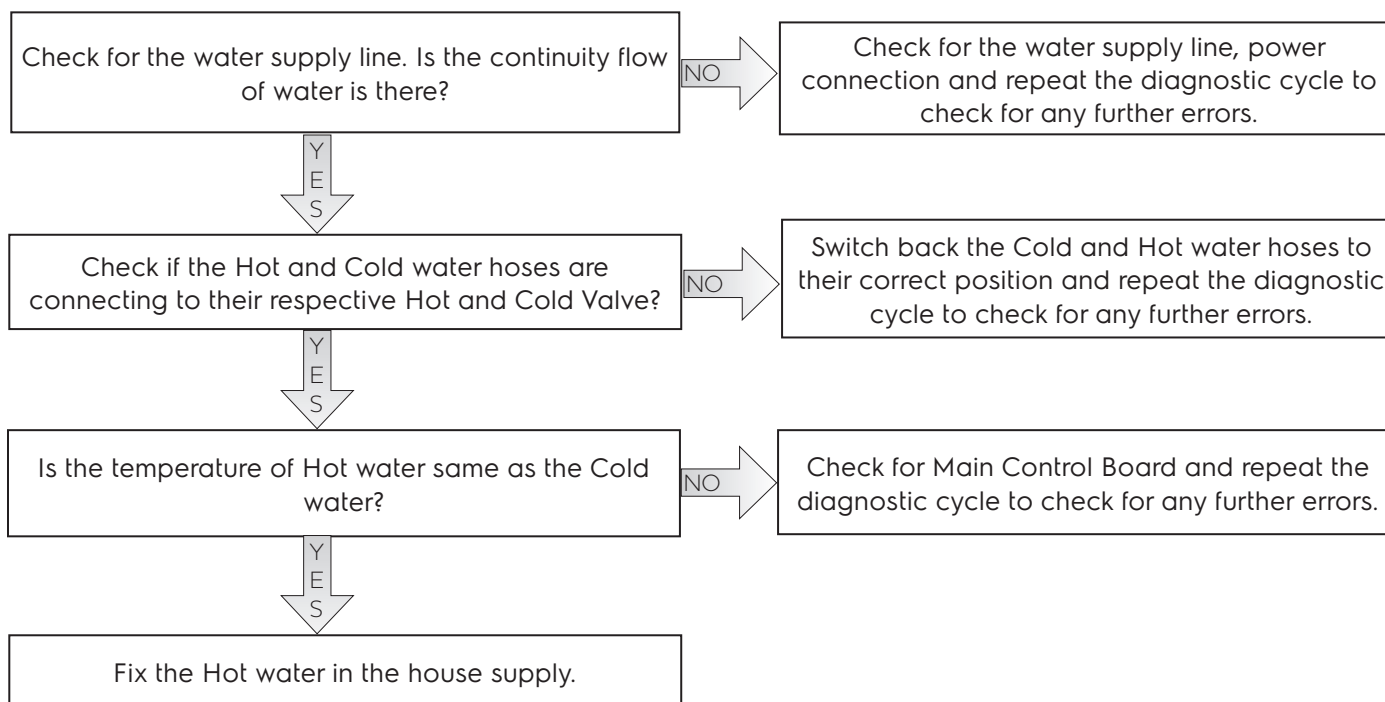 Check for the water supply line. Is the continuity flow
of water is there?
NO
Check for the water supply line, power
connection and repeat the diagnostic cycle to
check for any further errors.
YES
Check if the Hot and Cold water hoses are
connecting to their respective Hot and Cold Valve?
NO
Switch back the Cold and Hot water hoses to
their correct position and repeat the diagnostic
cycle to check for any further errors.
YES
Is the temperature of Hot water same as the Cold
water?
NO
Check for Main Control Board and repeat the
diagnostic cycle to check for any further errors.
YES
Fix the Hot water in the house supply.